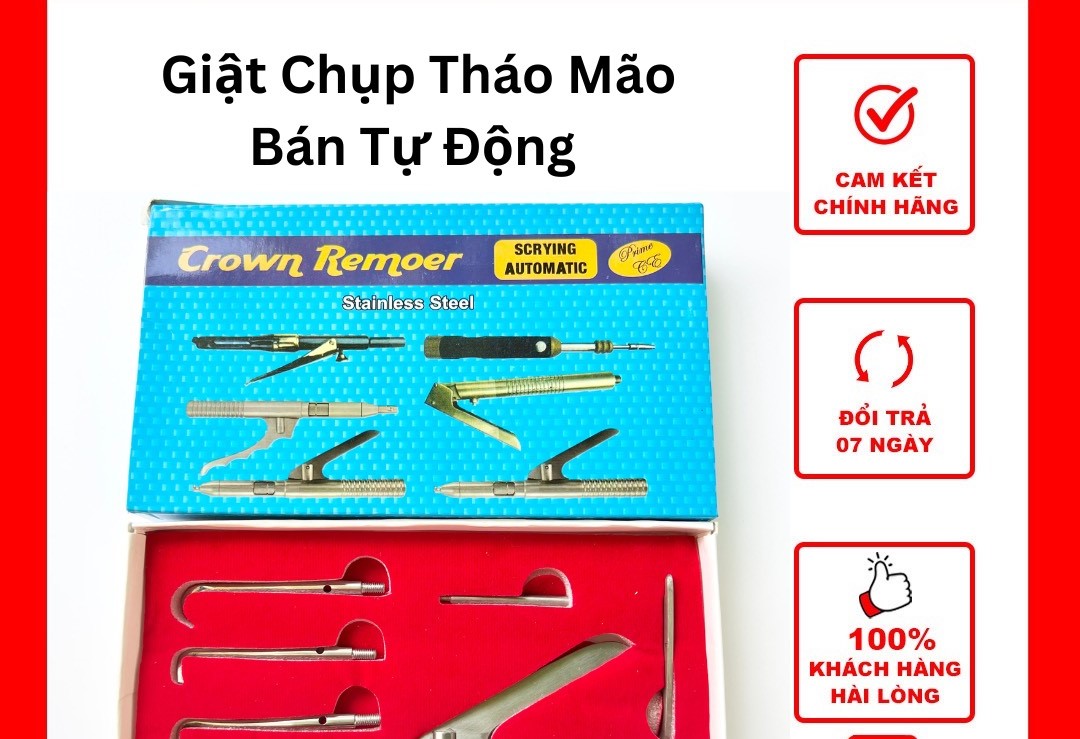 Giật Chụp Tháo Mão
Bán Tự Động
CAM KẾT
CHÍNH HÃNG
Crown Remoer
SCRYING
AUTOMATIC
Prime
CE
Stainless Steel
ĐỔI TRẢ
07 NGÀY
100%
KHÁCH HÀNG
HÀI LÒNG